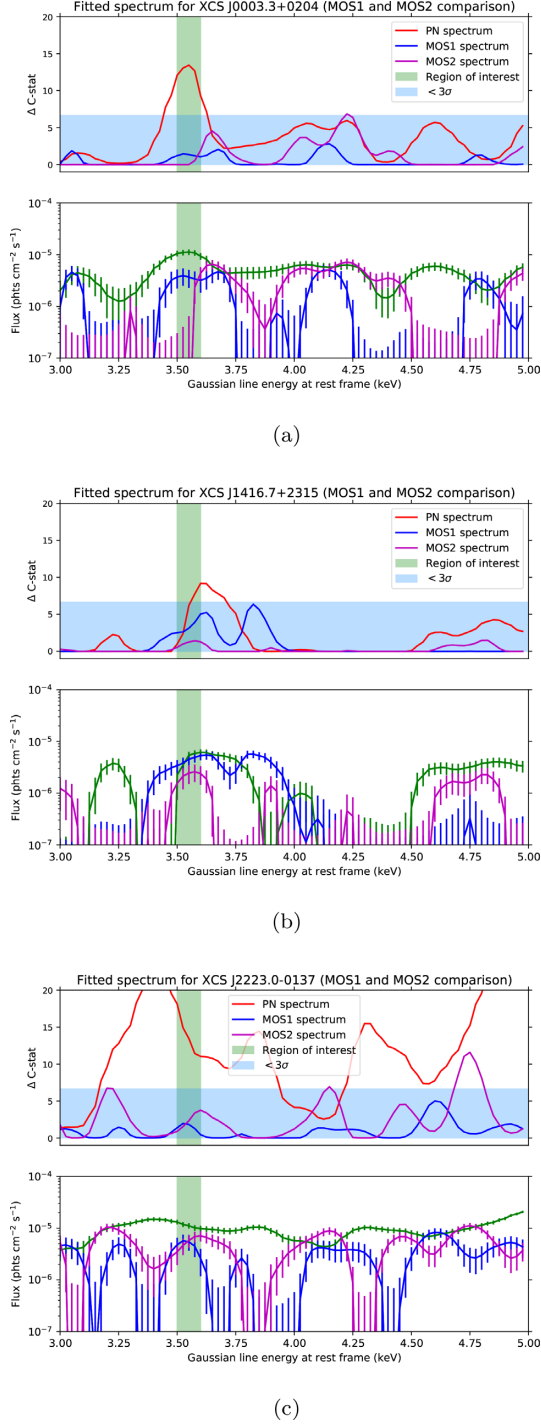 Fitted spectrum for XCS J0003.3+0204 (MOS1 and MOS2 comparison)
20
15
10
5
0
Δ C-stat
PN spectrum
MOS1 spectrum
MOS2 spectrum
Region of interest
< 3σ
10⁻⁴
10⁻⁵
10⁻⁶
10⁻⁷
Flux (phts cm⁻² s⁻¹)
3.00 3.25 3.50 3.75 4.00 4.25 4.50 4.75 5.00
Gaussian line energy at rest frame (keV)
(a)
Fitted spectrum for XCS J1416.7+2315 (MOS1 and MOS2 comparison)
20
15
10
5
0
Δ C-stat
PN spectrum
MOS1 spectrum
MOS2 spectrum
Region of interest
< 3σ
10⁻⁴
10⁻⁵
10⁻⁶
10⁻⁷
Flux (phts cm⁻² s⁻¹)
3.00 3.25 3.50 3.75 4.00 4.25 4.50 4.75 5.00
Gaussian line energy at rest frame (keV)
(b)
Fitted spectrum for XCS J2223.0-0137 (MOS1 and MOS2 comparison)
20
15
10
5
0
Δ C-stat
PN spectrum
MOS1 spectrum
MOS2 spectrum
Region of interest
< 3σ
10⁻⁴
10⁻⁵
10⁻⁶
10⁻⁷
Flux (phts cm⁻² s⁻¹)
3.00 3.25 3.50 3.75 4.00 4.25 4.50 4.75 5.00
Gaussian line energy at rest frame (keV)
(c)